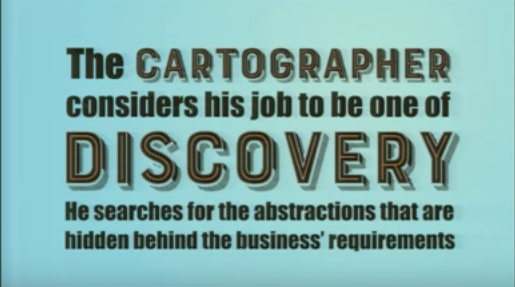 The CARTOGRAPHER
considers his job to be one of
DISCOVERY
He searches for the abstractions that are
hidden behind the business' requirements